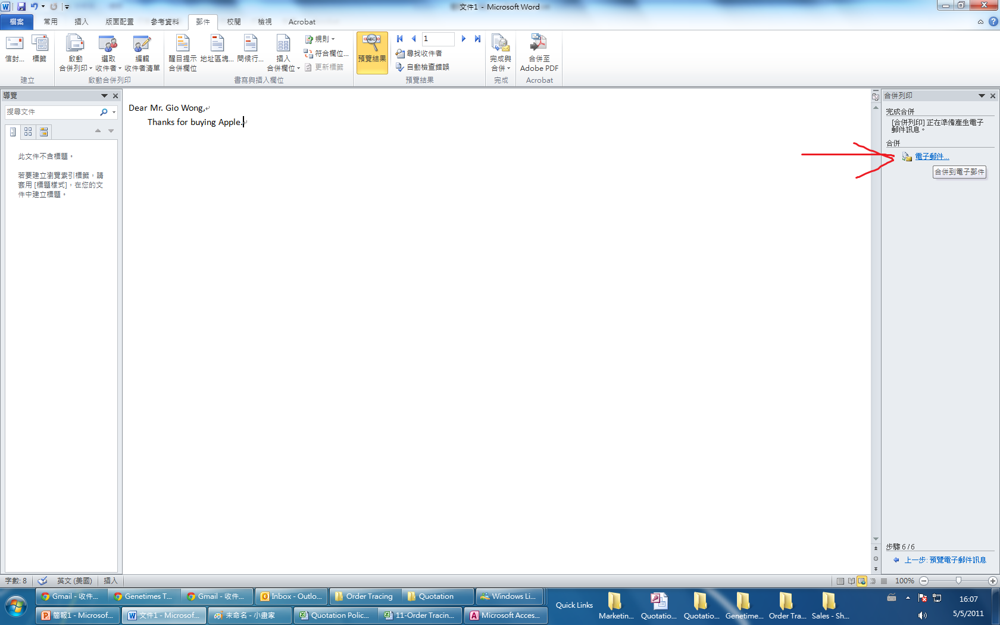 文件1 - Microsoft Word
檔案 常用 插入 版面配置 參考資料 郵件 校閱 檢視 Acrobat
信封... 標籤
建立
啟動
合併列印
選取
收件者
編輯
收件者清單
啟動合併列印
醒目提示
合併欄位
地址區塊...
問候行...
插入
合併欄位
規則
符合欄位...
更新標籤
書寫與插入欄位
ABC
預覽結果
1
尋找收件者
自動檢查錯誤
預覽結果
完成與
合併
完成
合併至
Adobe PDF
Acrobat
導覽
搜尋文件
此文件不含標題。
若要建立瀏覽索引標籤，請
套用 [標題樣式]，在您的文
件中建立標題。
Dear Mr. Gio Wong,
Thanks for buying Apple.
合併列印
完成合併
[合併列印] 正在準備產生電子
郵件訊息。
合併
電子郵件...
合併到電子郵件
步驟 6 / 6
上一步: 預覽電子郵件訊息
字數: 8 英文 (美國) 插入 100%
Gmail - 收件... Genetimes T... Gmail - 收件... Inbox - Outlo... Order Tracing Quotation Windows Li...
簡報1 - Microsof... 文件1 - Microsof... 未命名 - 小畫家 Quotation Polic... 11-Order Tracin... Microsoft Acces...
Quick Links
Marketin... Quotatio... Quotatio... Genetime... Order Tra... Sales - Sh...
16:07
5/5/2011